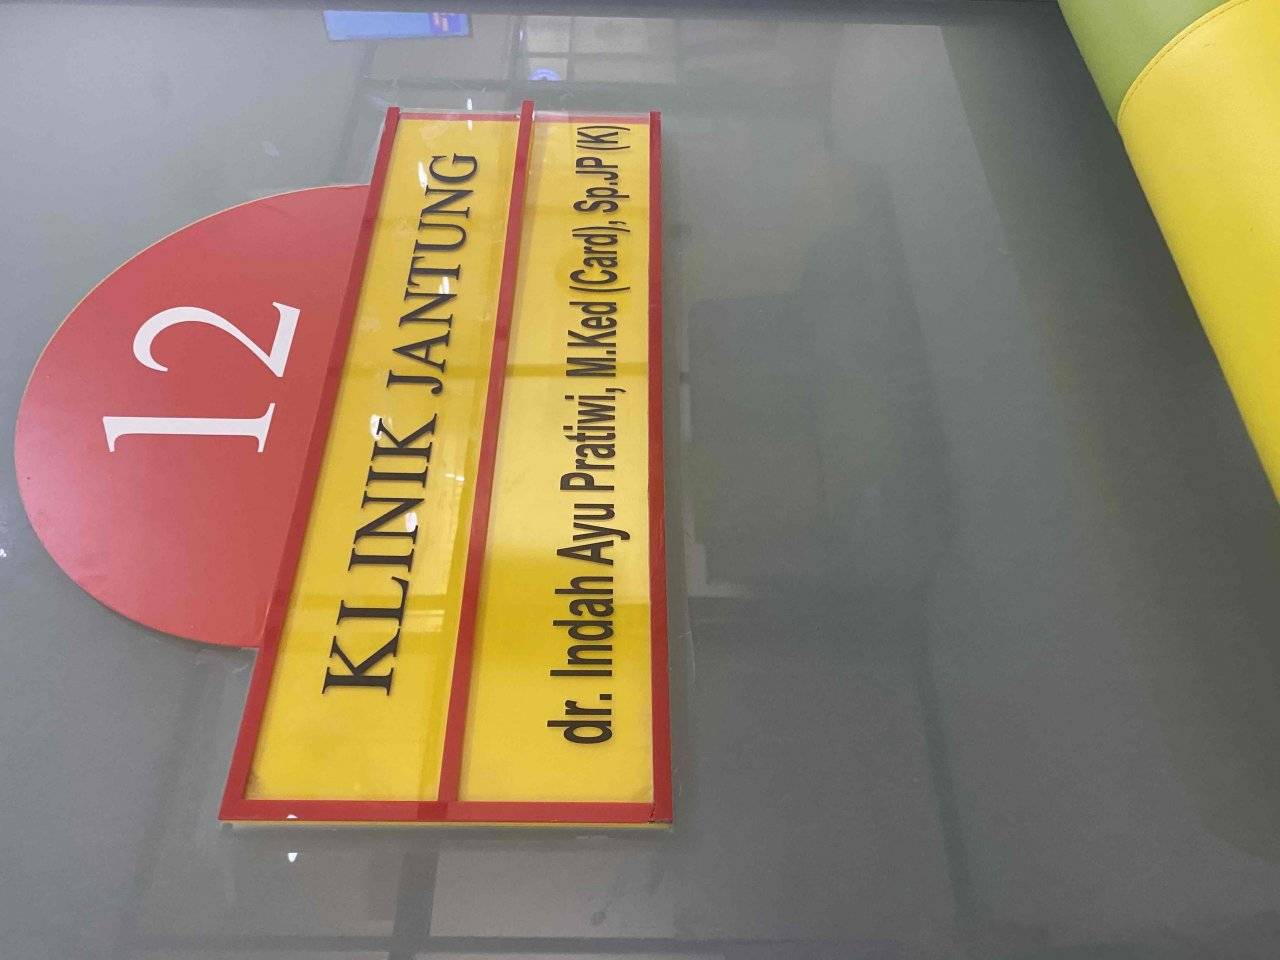 12
KLINIK JANTUNG
dr. Indah Ayu Pratiwi, M.Ked (Card), Sp.JP (K)